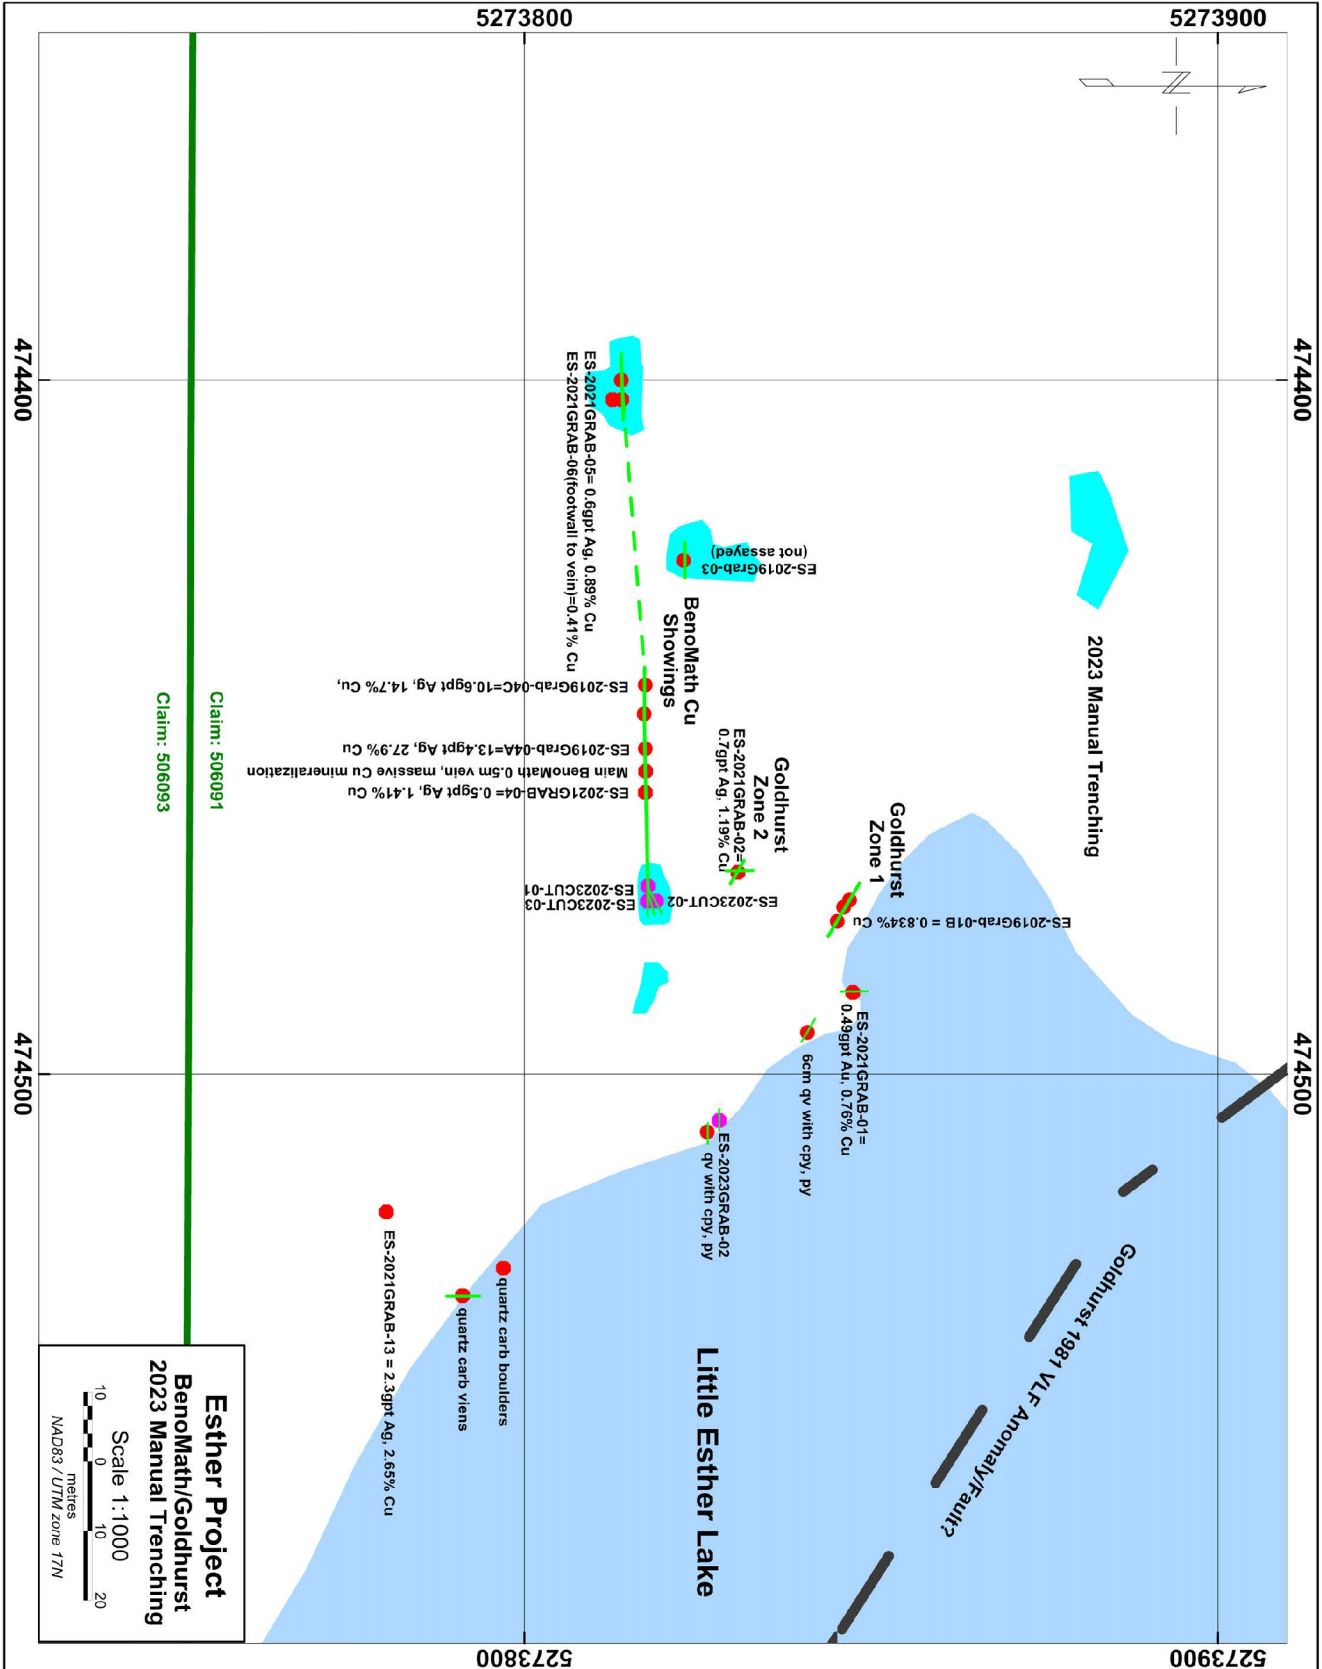 5273800
5273900
474400
474400
474500
474500
5273800
5273900
N
2023 Manual Trenching
ES-2019Grab-03
(not assayed)
BenoMath Cu
Showings
ES-2021GRAB-05= 0.6gpt Ag, 0.89% Cu
ES-2021GRAB-06(footwall to vein)=0.41% Cu
ES-2019Grab-04C=10.6gpt Ag, 14.7% Cu,
ES-2019Grab-04A=13.4gpt Ag, 27.9% Cu
Main BenoMath 0.5m vein, massive Cu mineralization
ES-2021GRAB-04= 0.5gpt Ag, 1.41% Cu
Goldhurst
Zone 2
ES-2021GRAB-02=
0.7gpt Ag, 1.19% Cu
Goldhurst
Zone 1
ES-2019Grab-01B = 0.834% Cu
ES-2023CUT-02
ES-2023CUT-01
ES-2023CUT-03
ES-2021GRAB-01=
0.49gpt Au, 0.76% Cu
6cm qv with cpy, py
ES-2023GRAB-02
qv with cpy, py
Goldhurst 1981 VLF Anomaly/Fault?
Little Esther Lake
quartz carb boulders
quartz carb viens
ES-2021GRAB-13 = 2.3gpt Ag, 2.65% Cu
Claim: 506091
Claim: 506093
Esther Project
BenoMath/Goldhurst
2023 Manual Trenching
Scale 1:1000
10 0 10 20
metres
NAD83 / UTM zone 17N